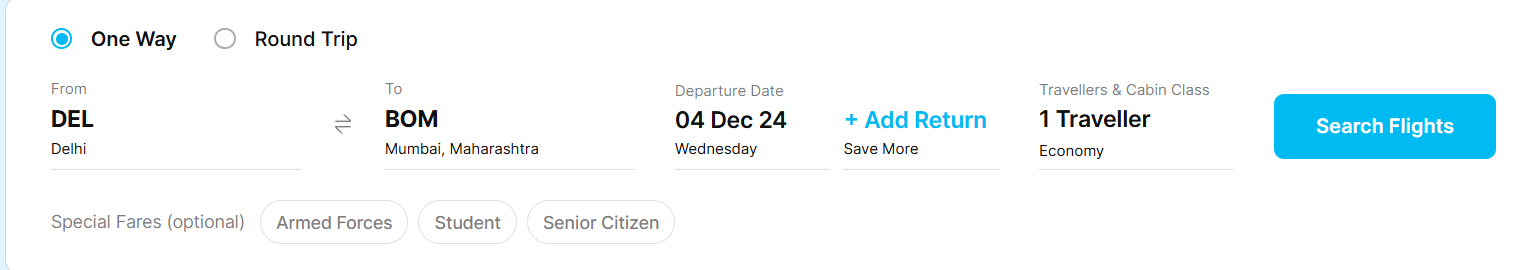 One Way Round Trip
From To Departure Date Travellers & Cabin Class
DEL BOM 04 Dec 24 + Add Return 1 Traveller Search Flights
Delhi Mumbai, Maharashtra Wednesday Save More Economy
Special Fares (optional) Armed Forces Student Senior Citizen